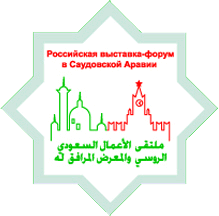 Российская выставка-форум
в Саудовской Аравии
ملتقى الأعمال السعودي
الروسي والمعرض المرافق له